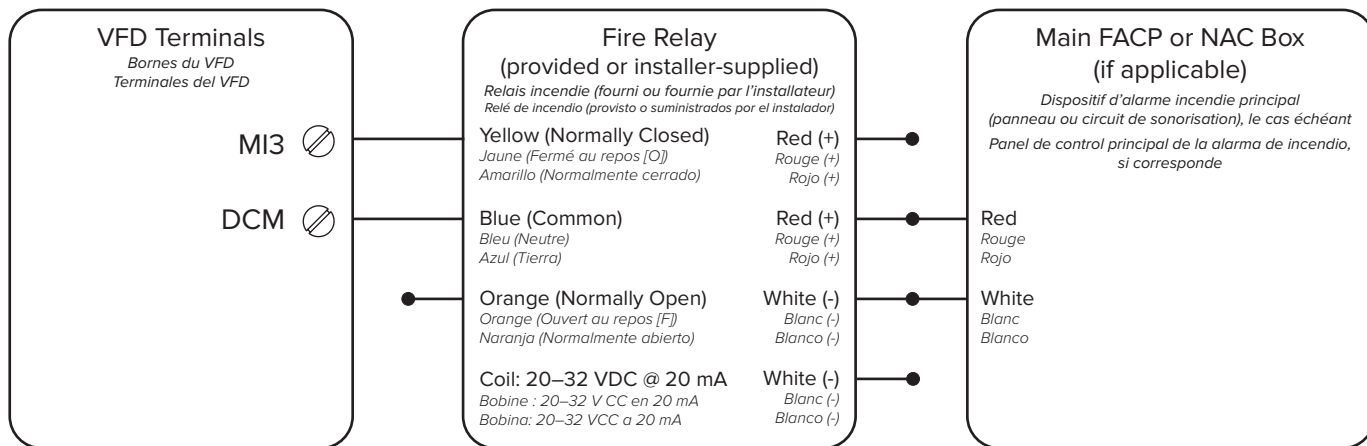 VFD Terminals
Bornes du VFD
Terminales del VFD
MI3
DCM
Fire Relay
(provided or installer-supplied)
Relais incendie (fourni ou fournie par l'installateur)
Relé de incendio (provisto o suministrados por el instalador)
Yellow (Normally Closed)
Jaune (Fermé au repos [O])
Amarillo (Normalmente cerrado)
Red (+)
Rouge (+)
Rojo (+)
Blue (Common)
Bleu (Neutre)
Azul (Tierra)
Red (+)
Rouge (+)
Rojo (+)
Orange (Normally Open)
Orange (Ouvert au repos [F])
Naranja (Normalmente abierto)
White (-)
Blanc (-)
Blanco (-)
Coil: 20–32 VDC @ 20 mA
Bobine : 20–32 V CC en 20 mA
Bobina: 20–32 VCC a 20 mA
White (-)
Blanc (-)
Blanco (-)
Main FACP or NAC Box
(if applicable)
Dispositif d'alarme incendie principal
(panneau ou circuit de sonorisation), le cas échéant
Panel de control principal de la alarma de incendio,
si corresponde
Red
Rouge
Rojo
White
Blanc
Blanco